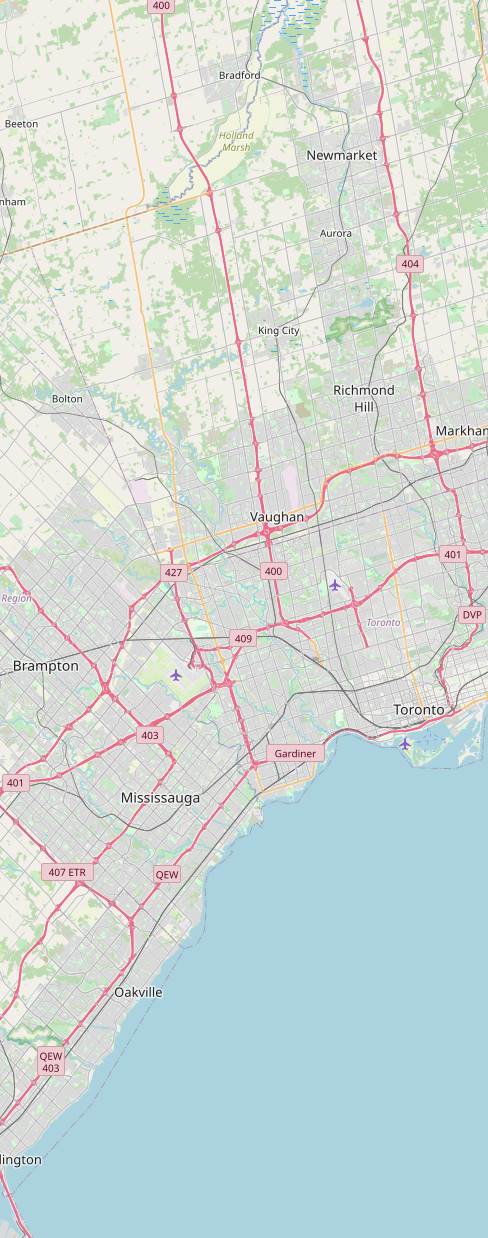 400
Bradford
Beeton
Holland
Marsh
Newmarket
nham
Aurora
404
King City
Richmond
Hill
Bolton
Markham
Vaughan
401
427
400
Region
DVP
Toronto
409
Brampton
Toronto
403
Gardiner
401
Mississauga
407 ETR
QEW
Oakville
QEW
403
lington